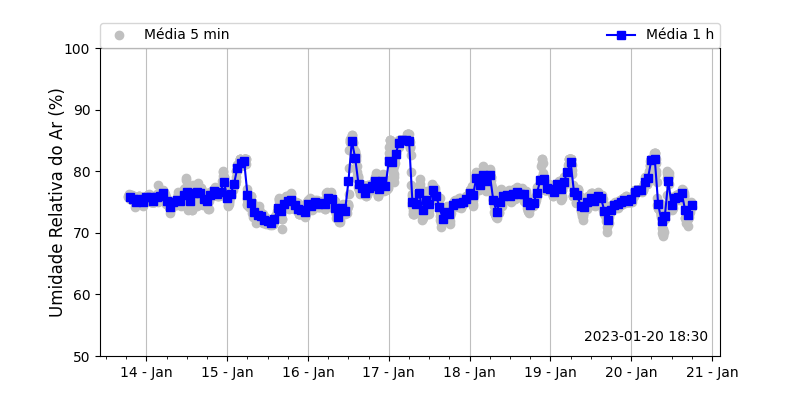 Média 5 min
Média 1 h
Umidade Relativa do Ar (%)
100
90
80
70
60
50
2023-01-20 18:30
14 - Jan
15 - Jan
16 - Jan
17 - Jan
18 - Jan
19 - Jan
20 - Jan
21 - Jan